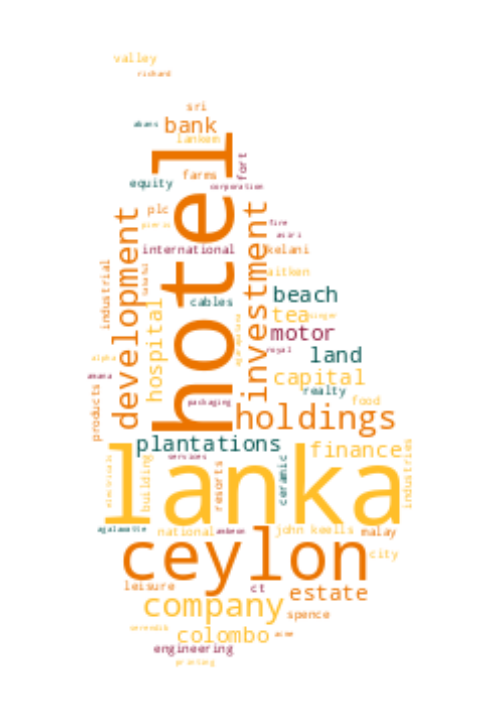 valley
richard
sri
abans
bank
lankem
fort
farms
equity
corporation
plc
fire
pieris
asiri
international
kelani
hotel
development
investment
industrial
takaful
aitken
hospital
cables
beach
tea
singer
motor
royal
land
alpha
amana
capital
realty
products
packaging
food
holdings
plantations
finance
services
lanka
electricals
building
resorts
ceramic
industries
agalawatte
national
ambeon
john keells
malay
ceylon
city
leisure
ct
estate
company
spence
serendib
colombo
acme
engineering
printing